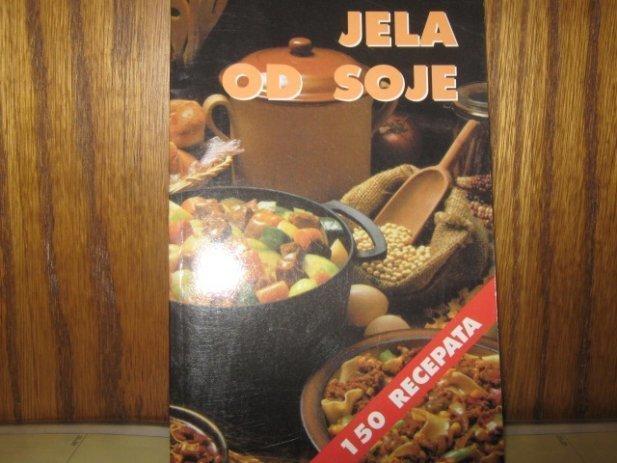 JELA
OD SOJE
150 RECEPATA